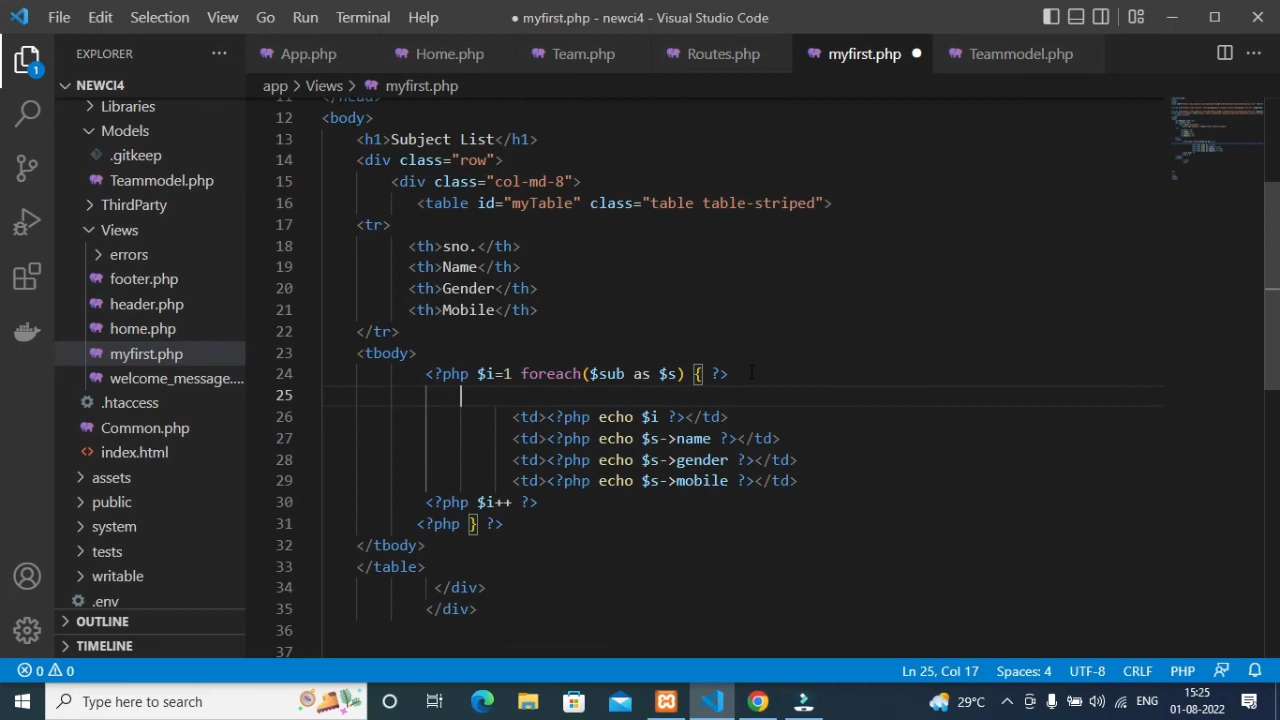 File Edit Selection View Go Run Terminal Help
● myfirst.php - newci4 - Visual Studio Code
EXPLORER
App.php Home.php Team.php Routes.php myfirst.php Teammodel.php
NEWCI4
app > Views > myfirst.php
Libraries
Models
.gitkeep
Teammodel.php
ThirdParty
Views
errors
footer.php
header.php
home.php
myfirst.php
welcome_message....
.htaccess
Common.php
index.html
assets
public
system
tests
writable
.env
OUTLINE
TIMELINE
1
11 </head>
12 <body>
13 <h1>Subject List</h1>
14 <div class="row">
15 <div class="col-md-8">
16 <table id="myTable" class="table table-striped">
17 <tr>
18 <th>sno.</th>
19 <th>Name</th>
20 <th>Gender</th>
21 <th>Mobile</th>
22 </tr>
23 <tbody>
24 <?php $i=1 foreach($sub as $s) { ?>
25
26 <td><?php echo $i ?></td>
27 <td><?php echo $s->name ?></td>
28 <td><?php echo $s->gender ?></td>
29 <td><?php echo $s->mobile ?></td>
30 <?php $i++ ?>
31 <?php } ?>
32 </tbody>
33 </table>
34 </div>
35 </div>
36
37
0 0 Ln 25, Col 17 Spaces: 4 UTF-8 CRLF PHP
Type here to search
29°C ENG 15:25
01-08-2022